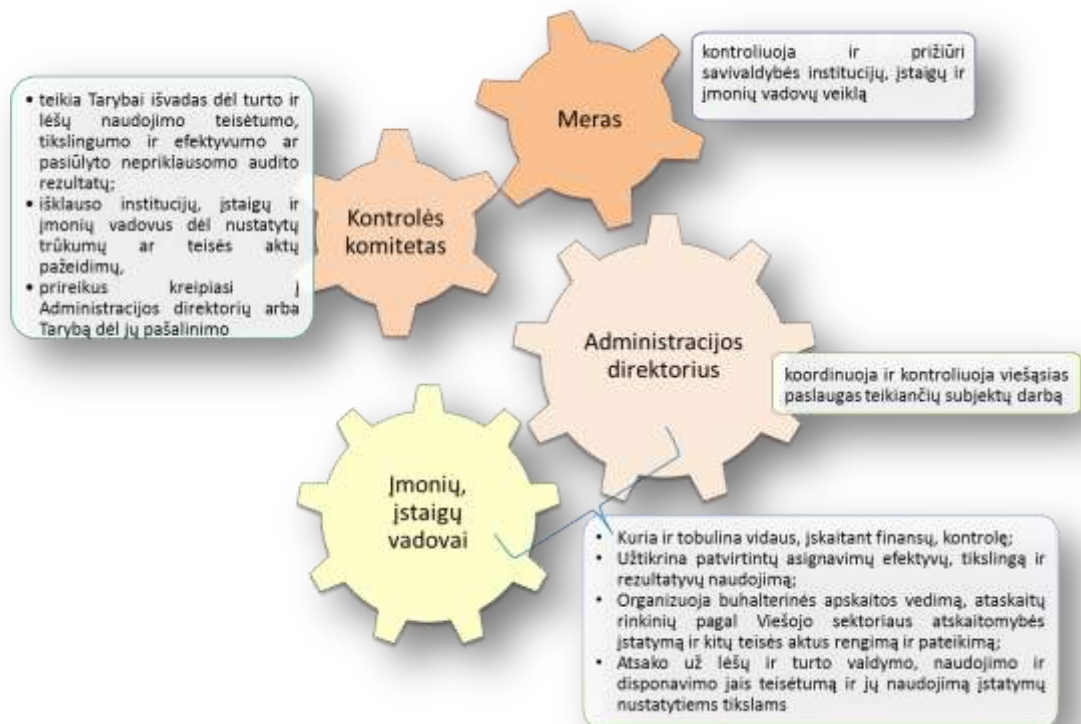 kontroliuoja ir prižiūri
savivaldybės institucijų, įstaigų ir
įmonių vadovų veiklą
Meras
• teikia Tarybai išvadas dėl turto ir
lėšų naudojimo teisėtumo,
tikslingumo ir efektyvumo ar
pasiūlyto nepriklausomo audito
rezultatų;
• išklauso institucijų, įstaigų ir
įmonių vadovus dėl nustatytų
trūkumų ar teisės aktų
pažeidimų,
• prireikus kreipiasi į
Administracijos direktorių arba
Tarybą dėl jų pašalinimo
Kontrolės
komitetas
Administracijos
direktorius
koordinuoja ir kontroliuoja viešąsias
paslaugas teikiančių subjektų darbą
Įmonių,
įstaigų
vadovai
• Kuria ir tobulina vidaus, įskaitant finansų, kontrolę;
• Užtikrina patvirtintų asignavimų efektyvų, tikslingą ir
rezultatyvų naudojimą;
• Organizuoja buhalterinės apskaitos vedimą, ataskaitų
rinkinių pagal Viešojo sektoriaus atskaitomybės
įstatymą ir kitų teisės aktus rengimą ir pateikimą;
• Atsako už lėšų ir turto valdymo, naudojimo ir
disponavimo jais teisėtumą ir jų naudojimą įstatymų
nustatytiems tikslams